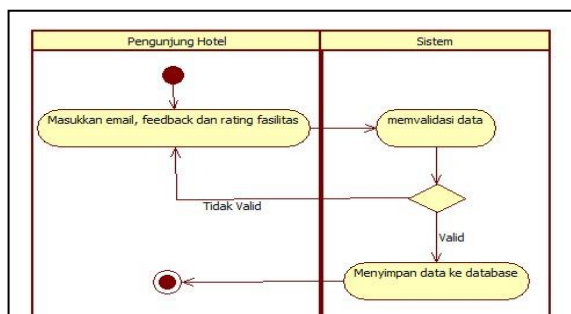 Pengunjung Hotel
Sistem
Masukkan email, feedback dan rating fasilitas
memvalidasi data
Tidak Valid
Valid
Menyimpan data ke database